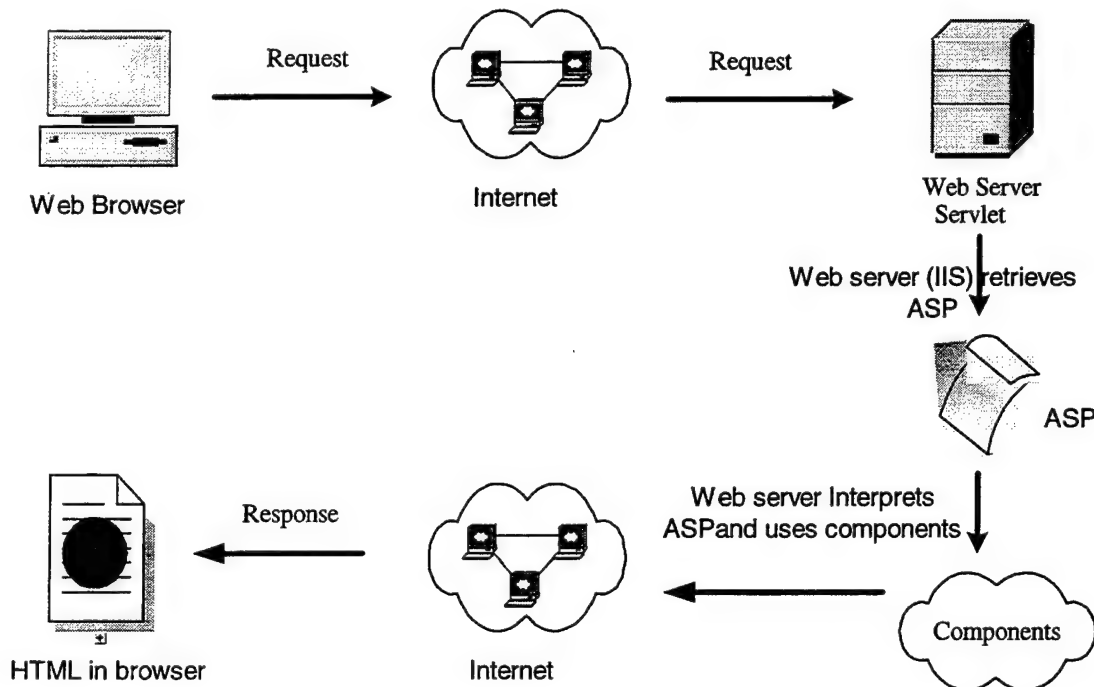 Request
Request
Web Browser
Internet
Web Server
Servlet
Web server (IIS) retrieves
ASP
ASP
Web server Interprets
ASPand uses components
Response
Components
HTML in browser
Internet